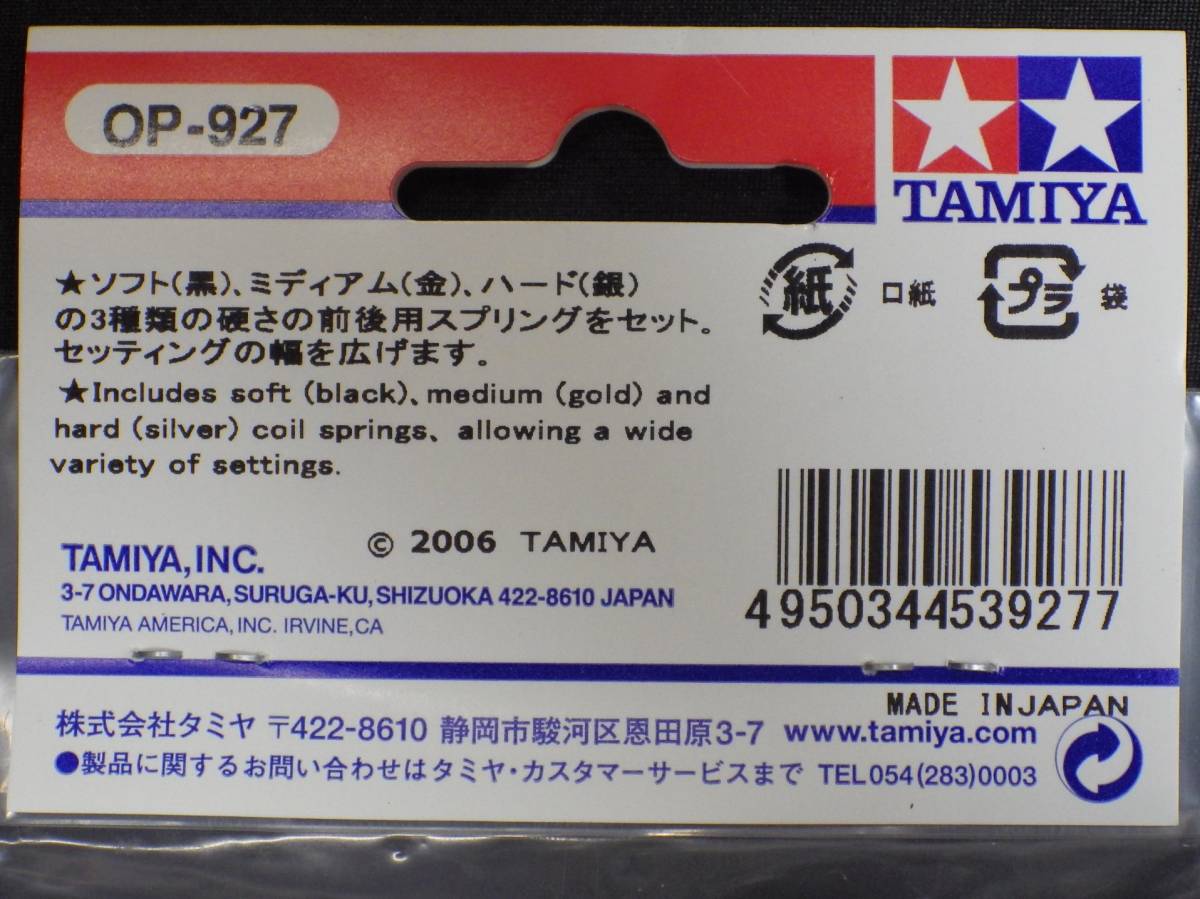 OP-927
TAMIYA
★ソフト(黒)、ミディアム(金)、ハード(銀)
の3種類の硬さの前後用スプリングをセット。
セッティングの幅を広げます。
★Includes soft (black)、medium (gold) and
hard (silver) coil springs、allowing a wide
variety of settings.
紙 口紙 プラ 袋
© 2006 TAMIYA
TAMIYA,INC.
3-7 ONDAWARA, SURUGA-KU, SHIZUOKA 422-8610 JAPAN
TAMIYA AMERICA, INC. IRVINE, CA
4950344539277
MADE IN JAPAN
株式会社タミヤ 〒422-8610 静岡市駿河区恩田原3-7 www.tamiya.com
●製品に関するお問い合わせはタミヤ・カスタマーサービスまで TEL054(283)0003